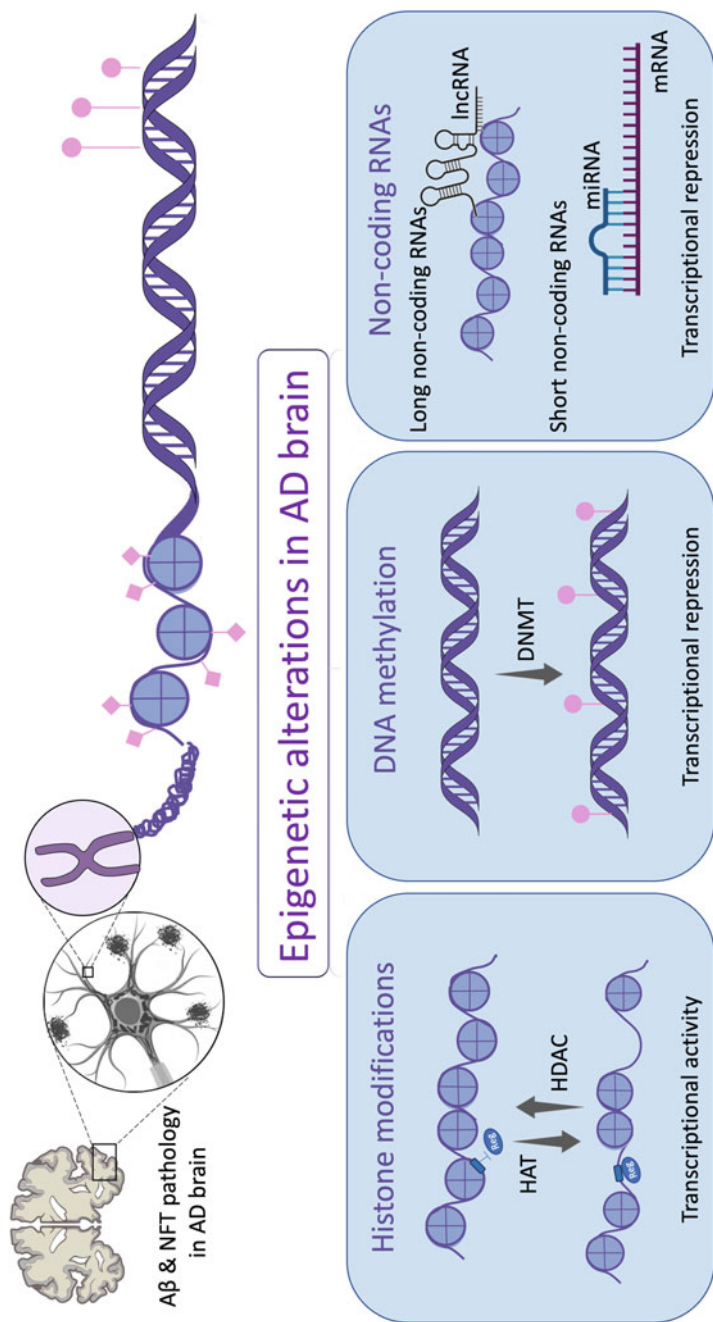 Aβ & NFT pathology
in AD brain
Epigenetic alterations in AD brain
Histone modifications
Reg
HAT
HDAC
Reg
Transcriptional activity
DNA methylation
DNMT
Transcriptional repression
Non-coding RNAs
Long non-coding RNAs
lncRNA
Short non-coding RNAs
miRNA
mRNA
Transcriptional repression